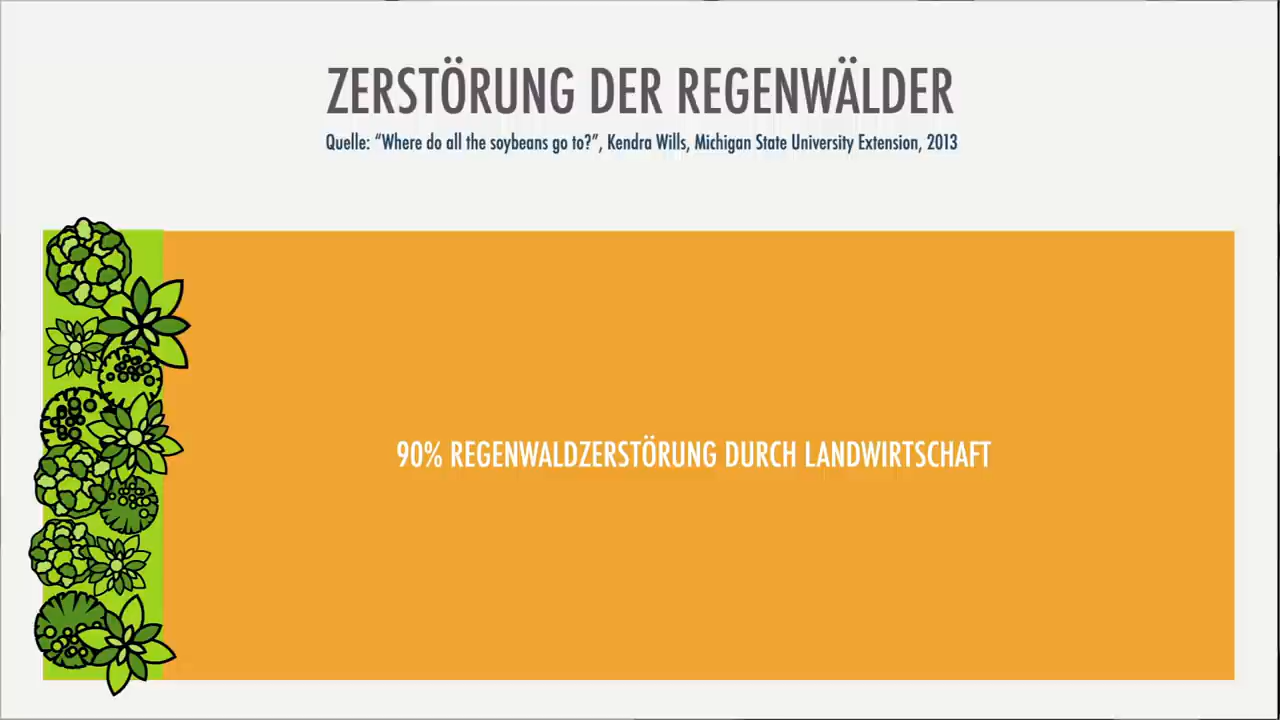 ZERSTÖRUNG DER REGENWÄLDER
Quelle: “Where do all the soybeans go to?”, Kendra Wills, Michigan State University Extension, 2013
90% REGENWALDZERSTÖRUNG DURCH LANDWIRTSCHAFT